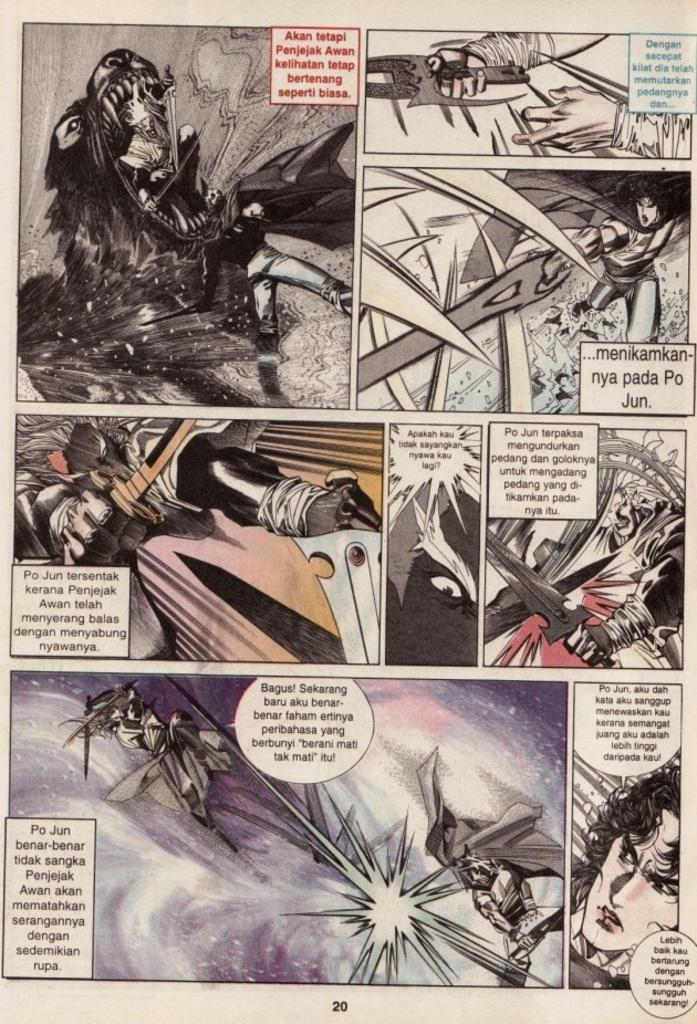 Akan tetapi
Penjejak Awan
kelihatan tetap
bertenang
seperti biasa.
Dengan
secepat
kilat dia telah
memutarkan
pedangnya
dan...
...menikamkan-
nya pada Po
Jun.
Po Jun tersentak
kerana Penjejak
Awan telah
menyerang balas
dengan menyabung
nyawanya.
Apakah kau
tidak sayangkan
nyawa kau
lagi?
Po Jun terpaksa
mengundurkan
pedang dan goloknya
untuk mengadang
pedang yang di-
tikamkan pada-
nya itu.
Bagus! Sekarang
baru aku benar-
benar faham ertinya
peribahasa yang
berbunyi "berani mati
tak mati" itu!
Po Jun
benar-benar
tidak sangka
Penjejak
Awan akan
mematahkan
serangannya
dengan
sedemikian
rupa.
Po Jun, aku dah
kata aku sanggup
menewaskan kau
kerana semangat
juang aku adalah
lebih tinggi
daripada kau!
Lebih
baik kau
bertarung
dengan
bersungguh-
sungguh
sekarang!
20